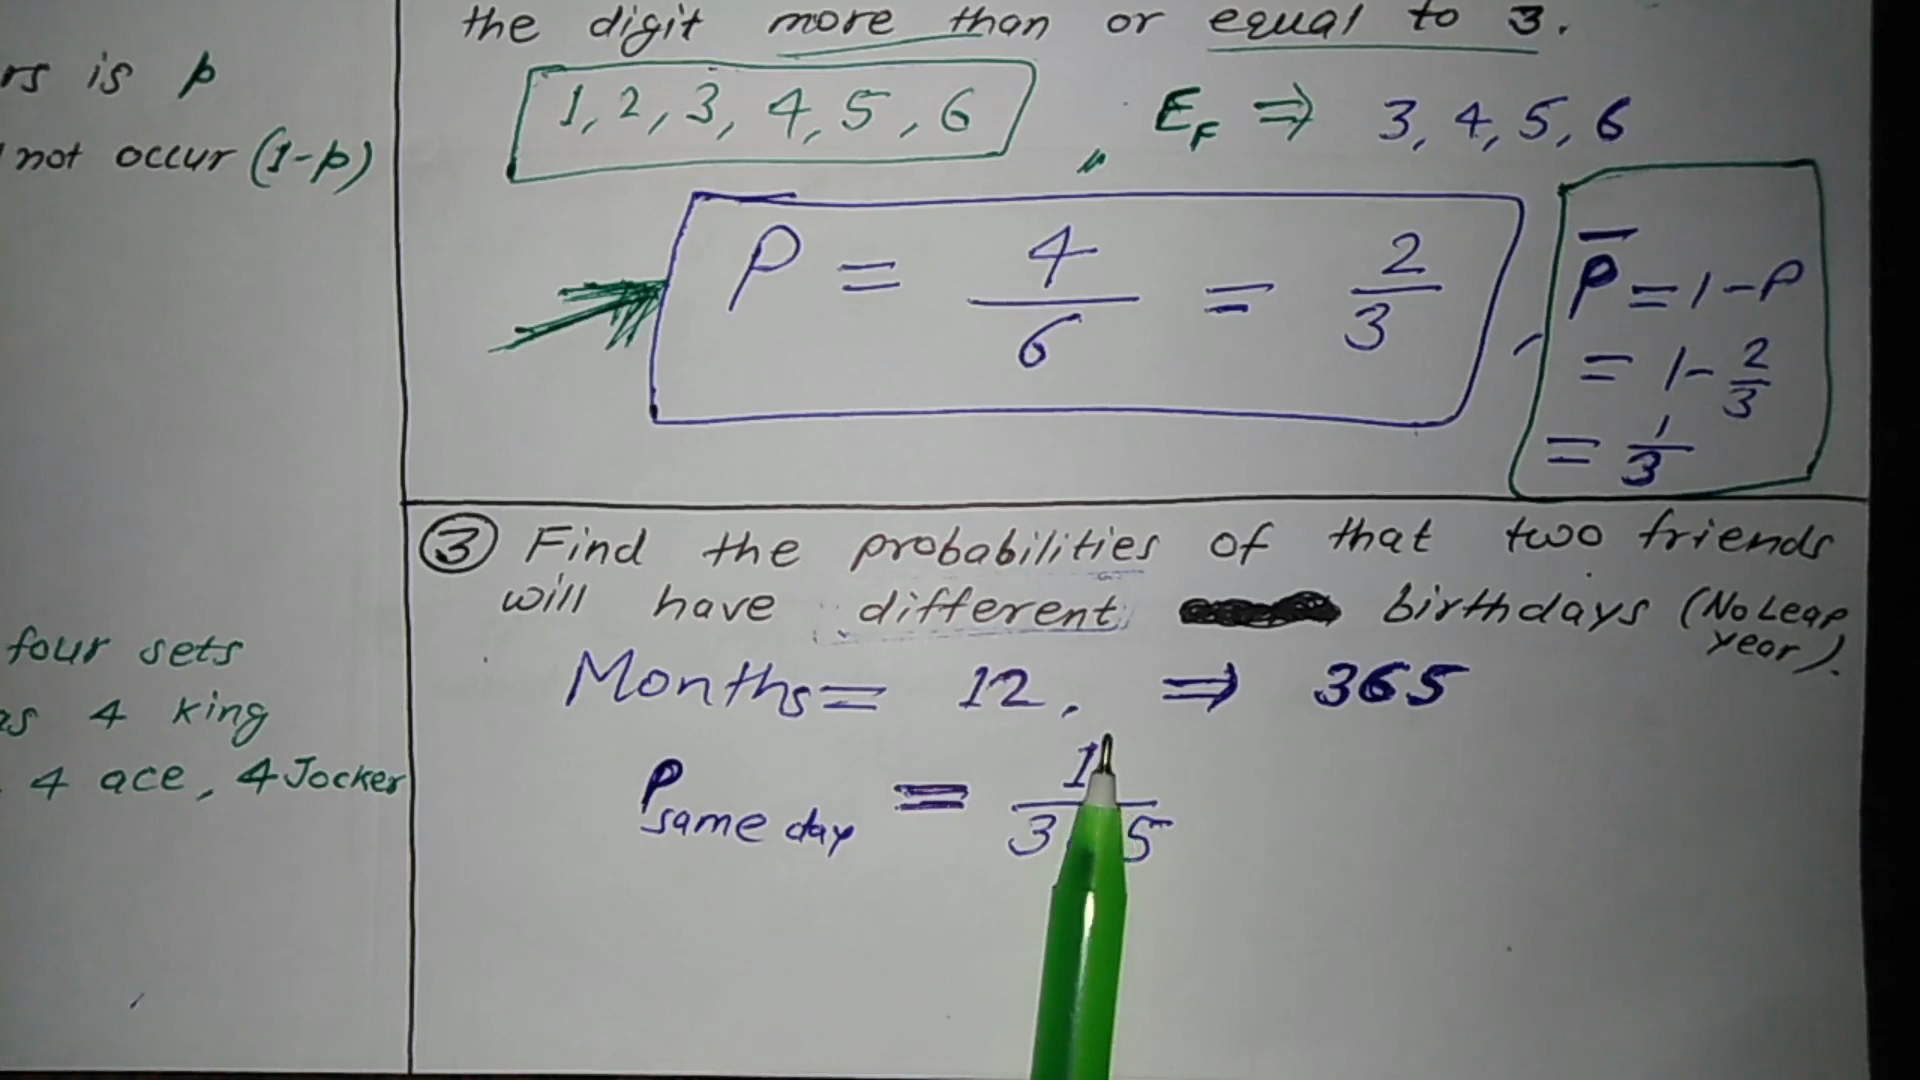 rs is p
not occur (1-p)
four sets
as 4 king
4 ace, 4 Jocker
the digit more than or equal to 3.
1, 2, 3, 4, 5, 6
E_F ⇒ 3, 4, 5, 6
P = 4/6 = 2/3
P̅ = 1 - P
= 1 - 2/3
= 1/3
③ Find the probabilities of that two friends
will have different birthdays (No Leap
year).
Months = 12, ⇒ 365
P same day = 1/365